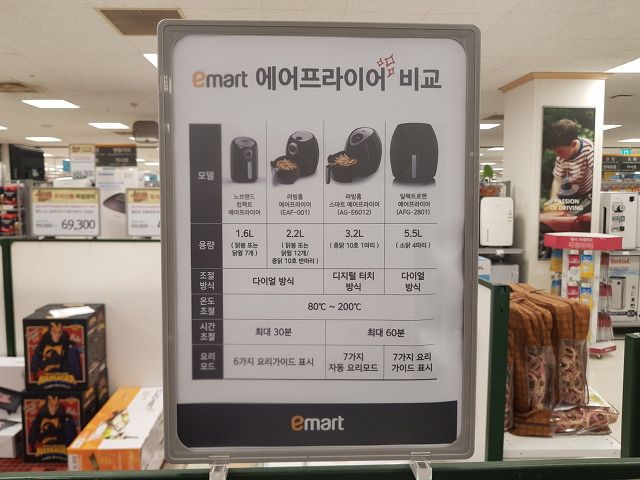 emart 에어프라이어 비교
모델
노브랜드
컴팩트
에어프라이어
러빙홈
에어프라이어
(EAF-001)
러빙홈
스마트 에어프라이어
(AG-E6012)
일렉트로맨
에어프라이어
(AFG-2801)
용량
1.6L
( 닭봉 또는
닭월 7개 )
2.2L
( 닭봉 또는
닭월 12개/
중닭 10호 반마리 )
3.2L
( 중닭 10호 1마리 )
5.5L
( 소닭 4마리 )
조절
방식
다이얼 방식
디지털 터치
방식
다이얼
방식
온도
조절
80℃ ~ 200℃
시간
조절
최대 30분
최대 60분
요리
모드
6가지 요리가이드 표시
7가지
자동 요리모드
7가지 요리
가이드 표시
emart
69,300
PASSION
OF DRIVING
Tefal